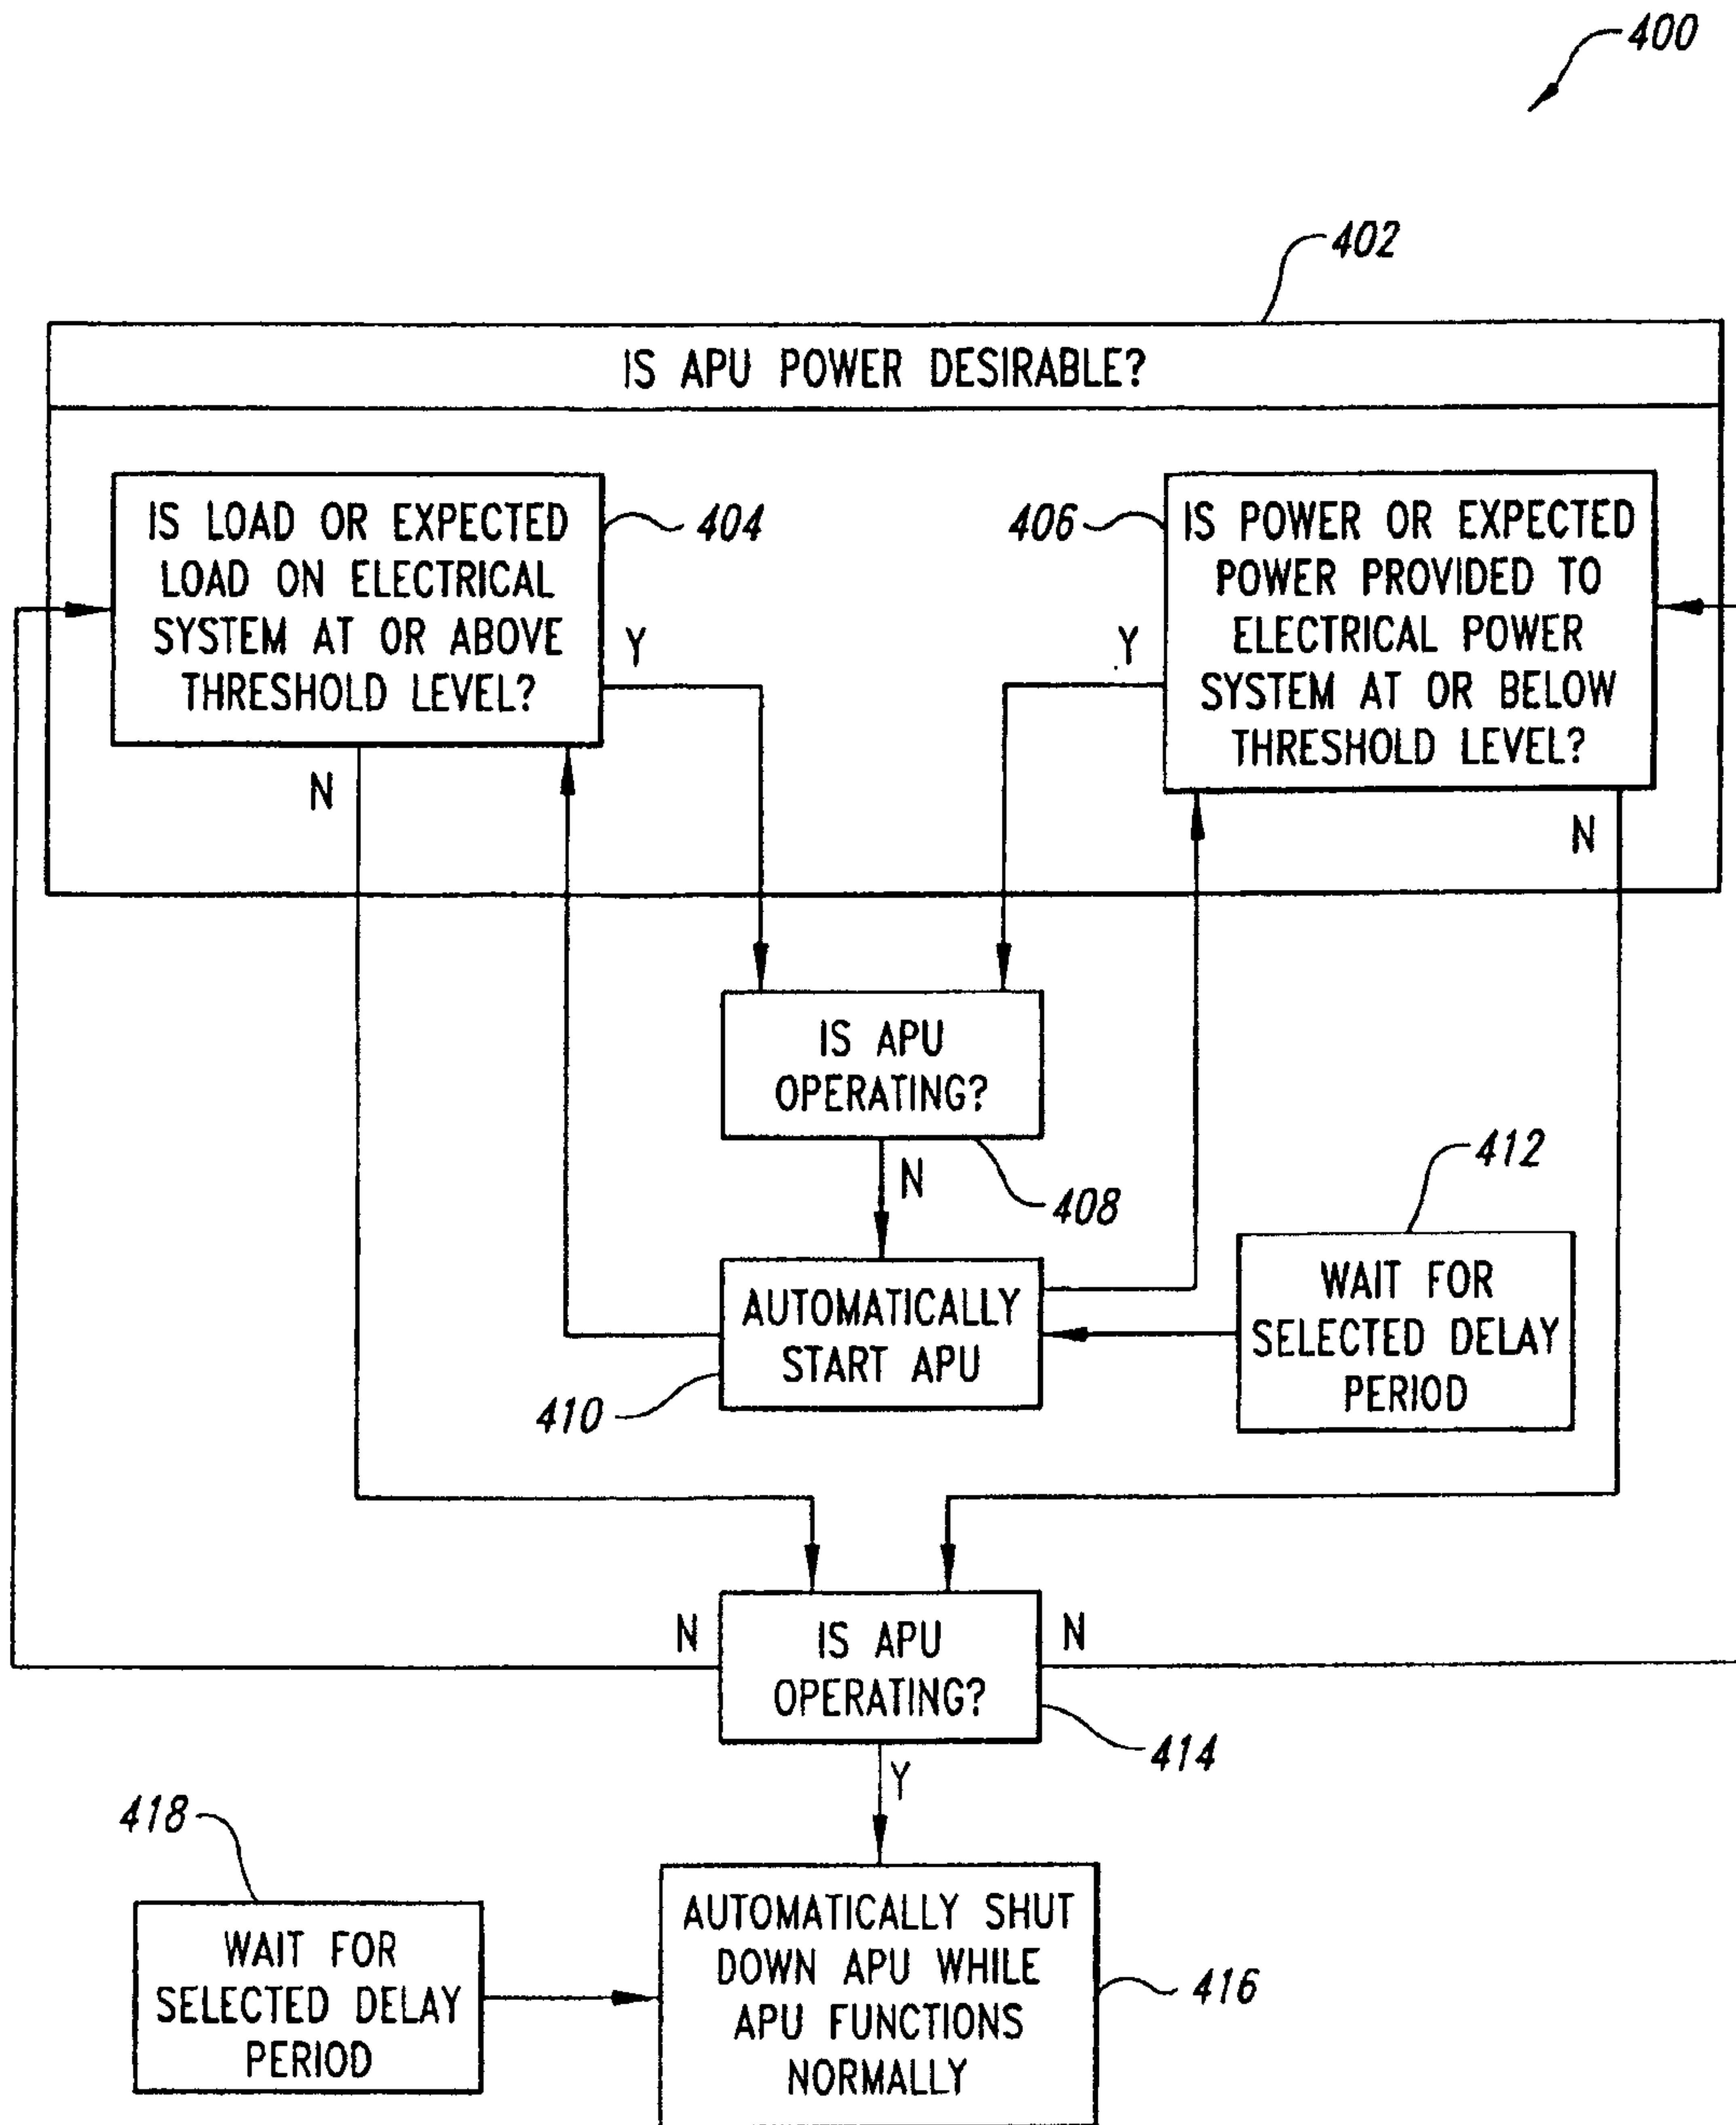 400
402
IS APU POWER DESIRABLE?
IS LOAD OR EXPECTED
LOAD ON ELECTRICAL
SYSTEM AT OR ABOVE
THRESHOLD LEVEL?
404
406
IS POWER OR EXPECTED
POWER PROVIDED TO
ELECTRICAL POWER
SYSTEM AT OR BELOW
THRESHOLD LEVEL?
Y
Y
N
N
IS APU
OPERATING?
N
408
412
AUTOMATICALLY
START APU
410
WAIT FOR
SELECTED DELAY
PERIOD
N
IS APU
OPERATING?
N
414
Y
418
WAIT FOR
SELECTED DELAY
PERIOD
AUTOMATICALLY SHUT
DOWN APU WHILE
APU FUNCTIONS
NORMALLY
416